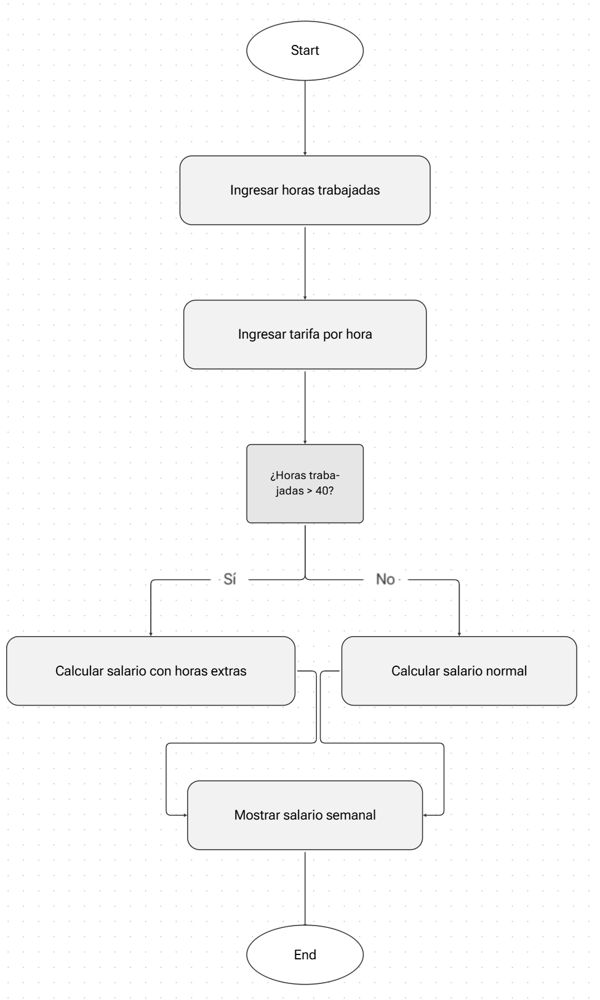 Start
Ingresar horas trabajadas
Ingresar tarifa por hora
¿Horas traba-
jadas > 40?
Sí
No
Calcular salario con horas extras
Calcular salario normal
Mostrar salario semanal
End